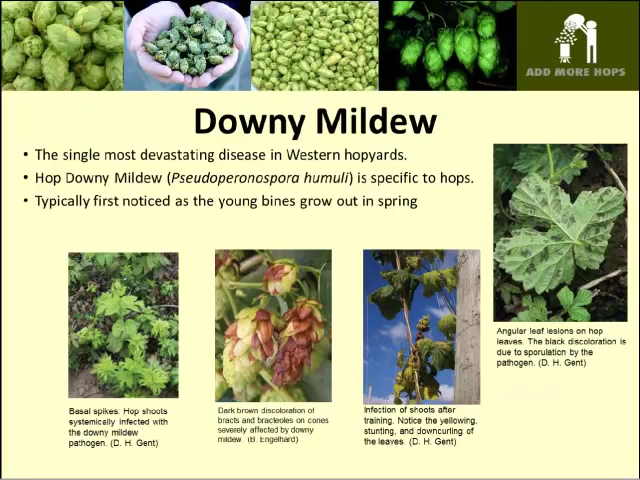 ADD MORE HOPS
Downy Mildew
• The single most devastating disease in Western hopyards.
• Hop Downy Mildew (Pseudoperonospora humuli) is specific to hops.
• Typically first noticed as the young bines grow out in spring
Angular leaf lesions on hop
leaves. The black discoloration is
due to sporulation by the
pathogen. (D. H. Gent)
Basal spikes: Hop shoots
systemically infected with
the downy mildew
pathogen. (D. H. Gent)
Dark brown discoloration of
bracts and bracteoles on cones
severely affected by downy
mildew. (B. Engelhard)
Infection of shoots after
training. Notice the yellowing,
stunting, and downcurling of
the leaves. (D. H. Gent)